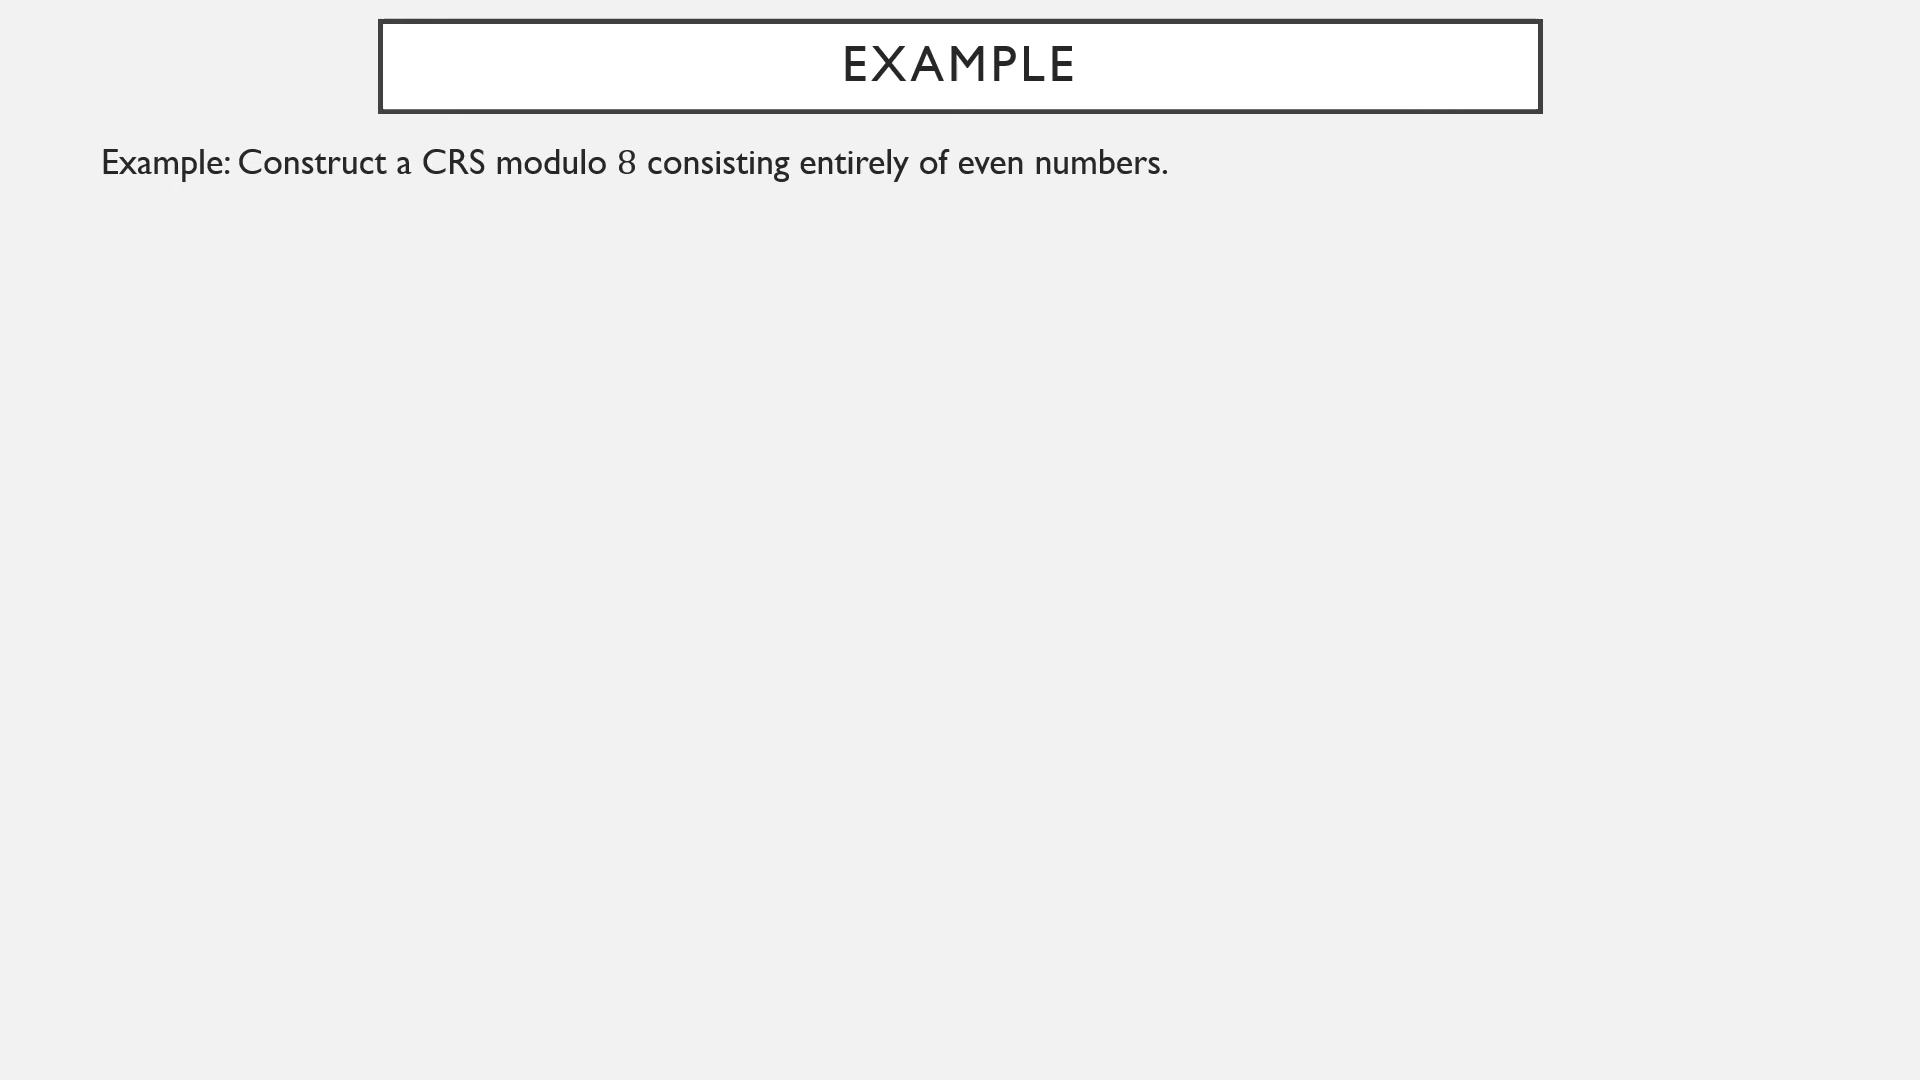 EXAMPLE
Example: Construct a CRS modulo 8 consisting entirely of even numbers.